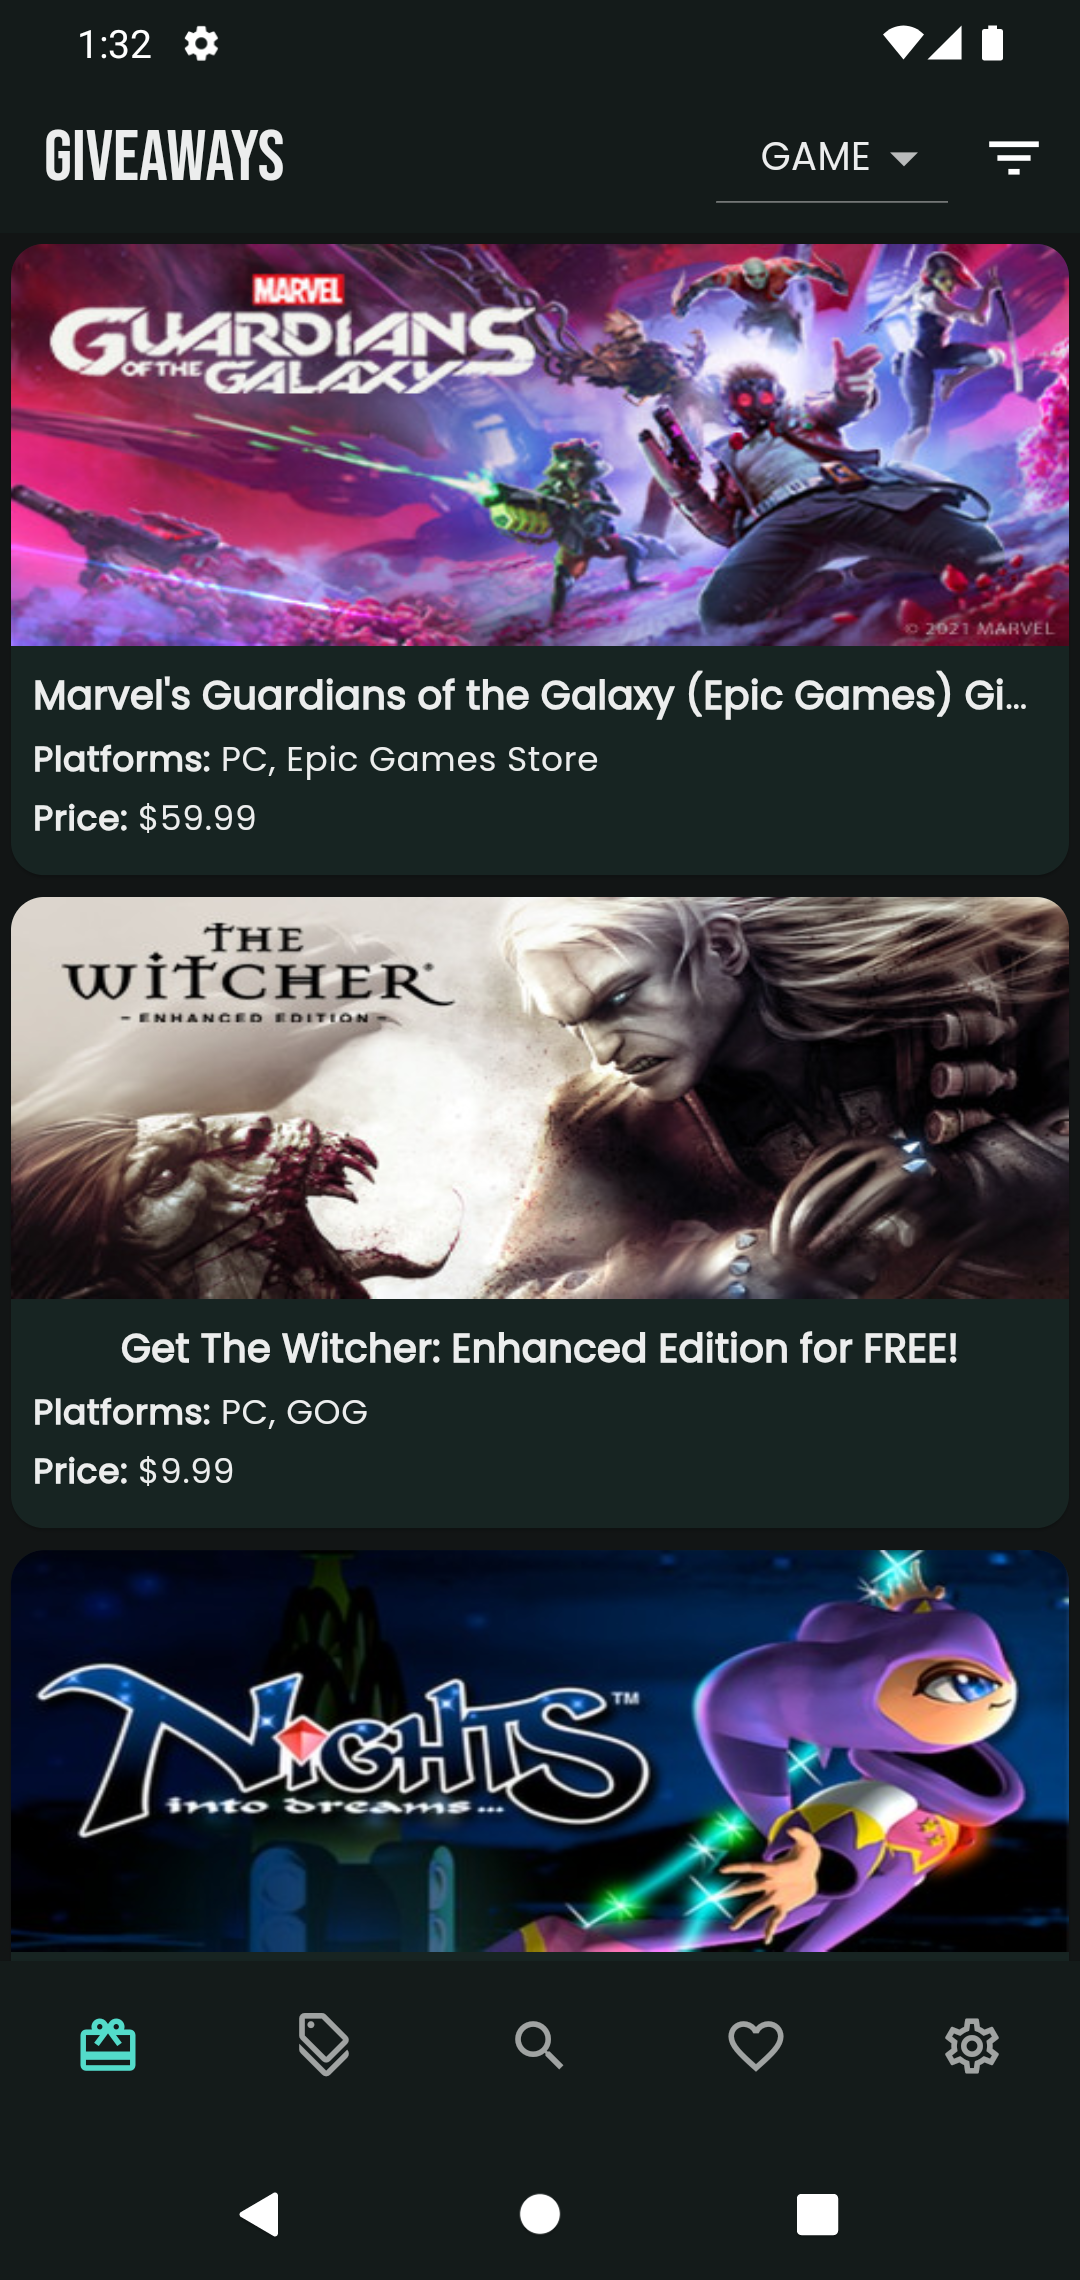 1:32
GIVEAWAYS
GAME
MARVEL
GUARDIANS
OF THE
GALAXY
© 2021 MARVEL
Marvel's Guardians of the Galaxy (Epic Games) Gi...
Platforms: PC, Epic Games Store
Price: $59.99
THE
WITCHER
- ENHANCED EDITION -
Get The Witcher: Enhanced Edition for FREE!
Platforms: PC, GOG
Price: $9.99
NiGHTS™
into dreams...